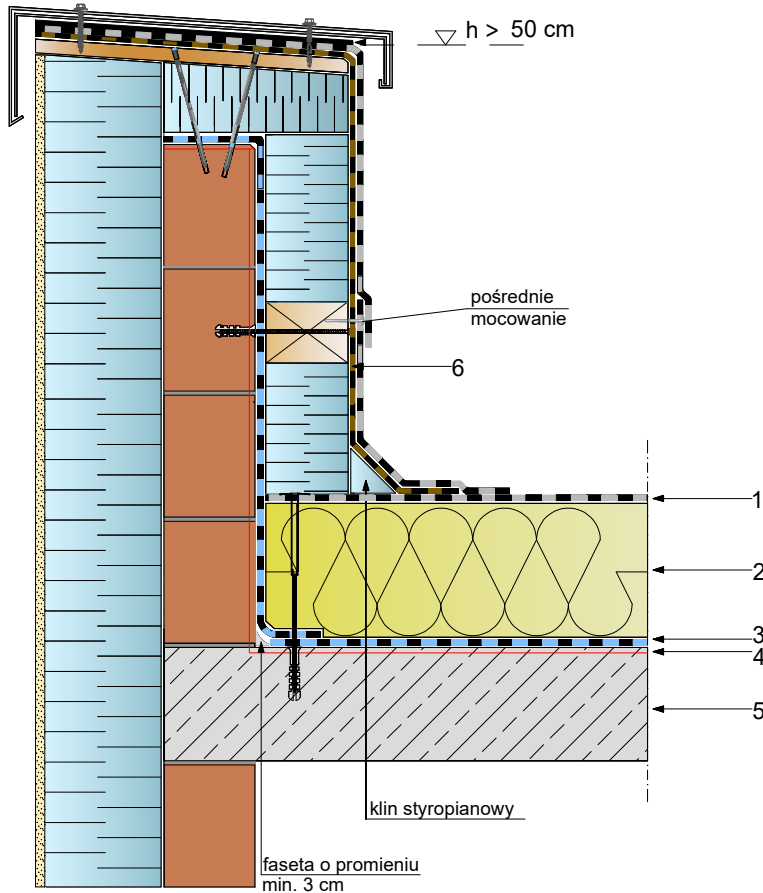 h > 50 cm
pośrednie
mocowanie
6
1
2
3
4
5
klin styropianowy
faseta o promieniu
min. 3 cm